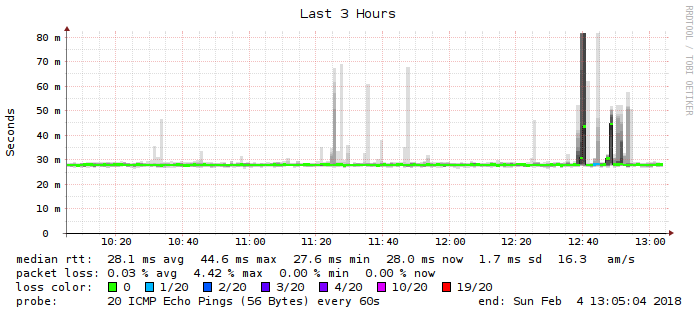 Last 3 Hours
RRDTOOL / TOBI OETIKER
Seconds
80 m
70 m
60 m
50 m
40 m
30 m
20 m
10 m
0
10:20 10:40 11:00 11:20 11:40 12:00 12:20 12:40 13:00
median rtt: 28.1 ms avg 44.6 ms max 27.6 ms min 28.0 ms now 1.7 ms sd 16.3 am/s
packet loss: 0.03 % avg 4.42 % max 0.00 % min 0.00 % now
loss color: 0 1/20 2/20 3/20 4/20 10/20 19/20
probe: 20 ICMP Echo Pings (56 Bytes) every 60s end: Sun Feb 4 13:05:04 2018